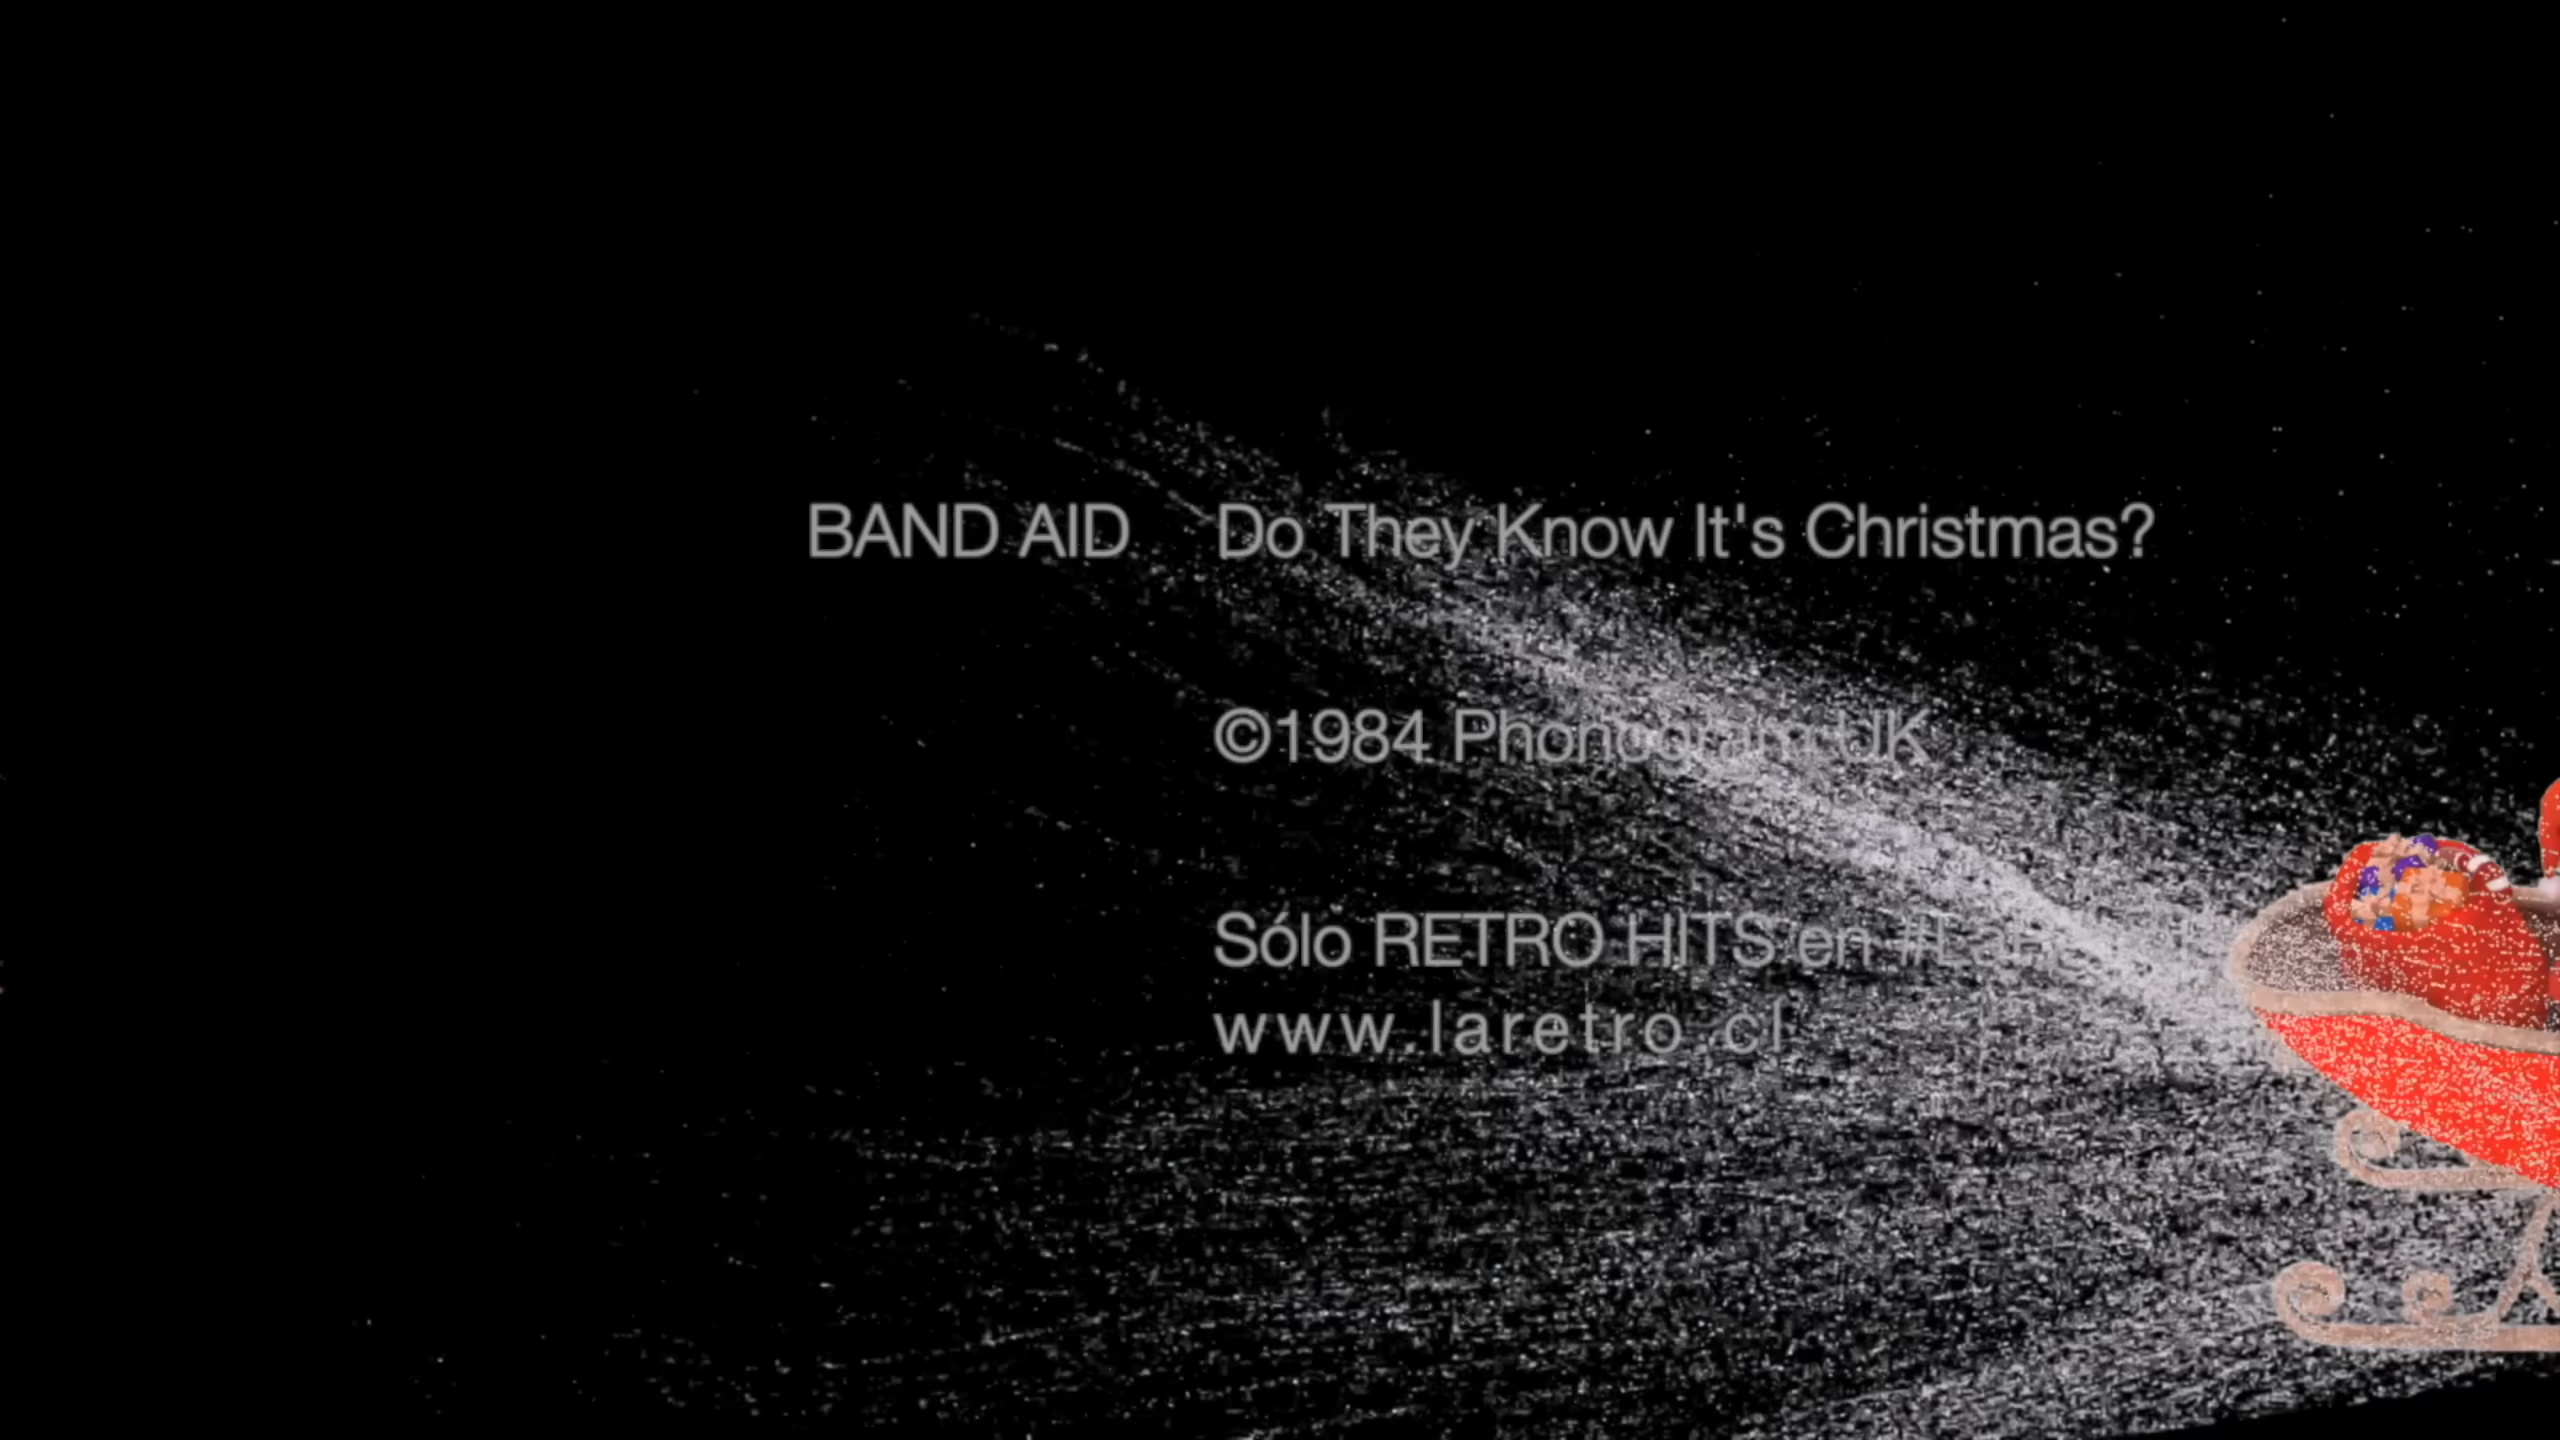 BAND AID Do They Know It's Christmas?
©1984 Phonogram UK
Sólo RETRO HITS en
www.laretro.cl